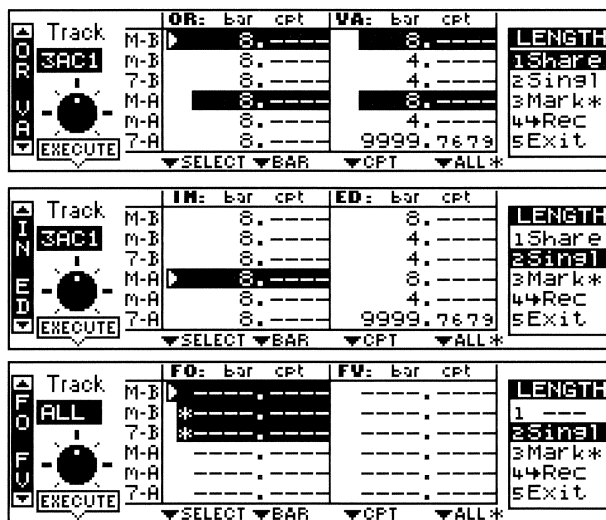 OR: bar cpt VA: bar cpt
Track M-B 8.---- 8.---- LENGTH
OR VA 3AC1 m-B 8.---- 4.---- 1Share
7-B 8.---- 4.---- 2Singl
M-A 8.---- 8.---- 3Mark*
m-A 8.---- 4.---- 4↔Rec
EXECUTE 7-A 8.---- 9999.7679 5Exit
▼SELECT ▼BAR ▼CPT ▼ALL*
IN: bar cpt ED: bar cpt
Track M-B 8.---- 8.---- LENGTH
IN ED 3AC1 m-B 8.---- 4.---- 1Share
7-B 8.---- 4.---- 2Singl
M-A 8.---- 8.---- 3Mark*
m-A 8.---- 4.---- 4↔Rec
EXECUTE 7-A 8.---- 9999.7679 5Exit
▼SELECT ▼BAR ▼CPT ▼ALL*
FO: bar cpt FV: bar cpt
Track M-B ----.---- ----.---- LENGTH
FO FV ALL m-B *----.---- ----.---- 1 ---
7-B *----.---- ----.---- 2Singl
M-A ----.---- ----.---- 3Mark*
m-A ----.---- ----.---- 4↔Rec
EXECUTE 7-A ----.---- ----.---- 5Exit
▼SELECT ▼BAR ▼CPT ▼ALL*